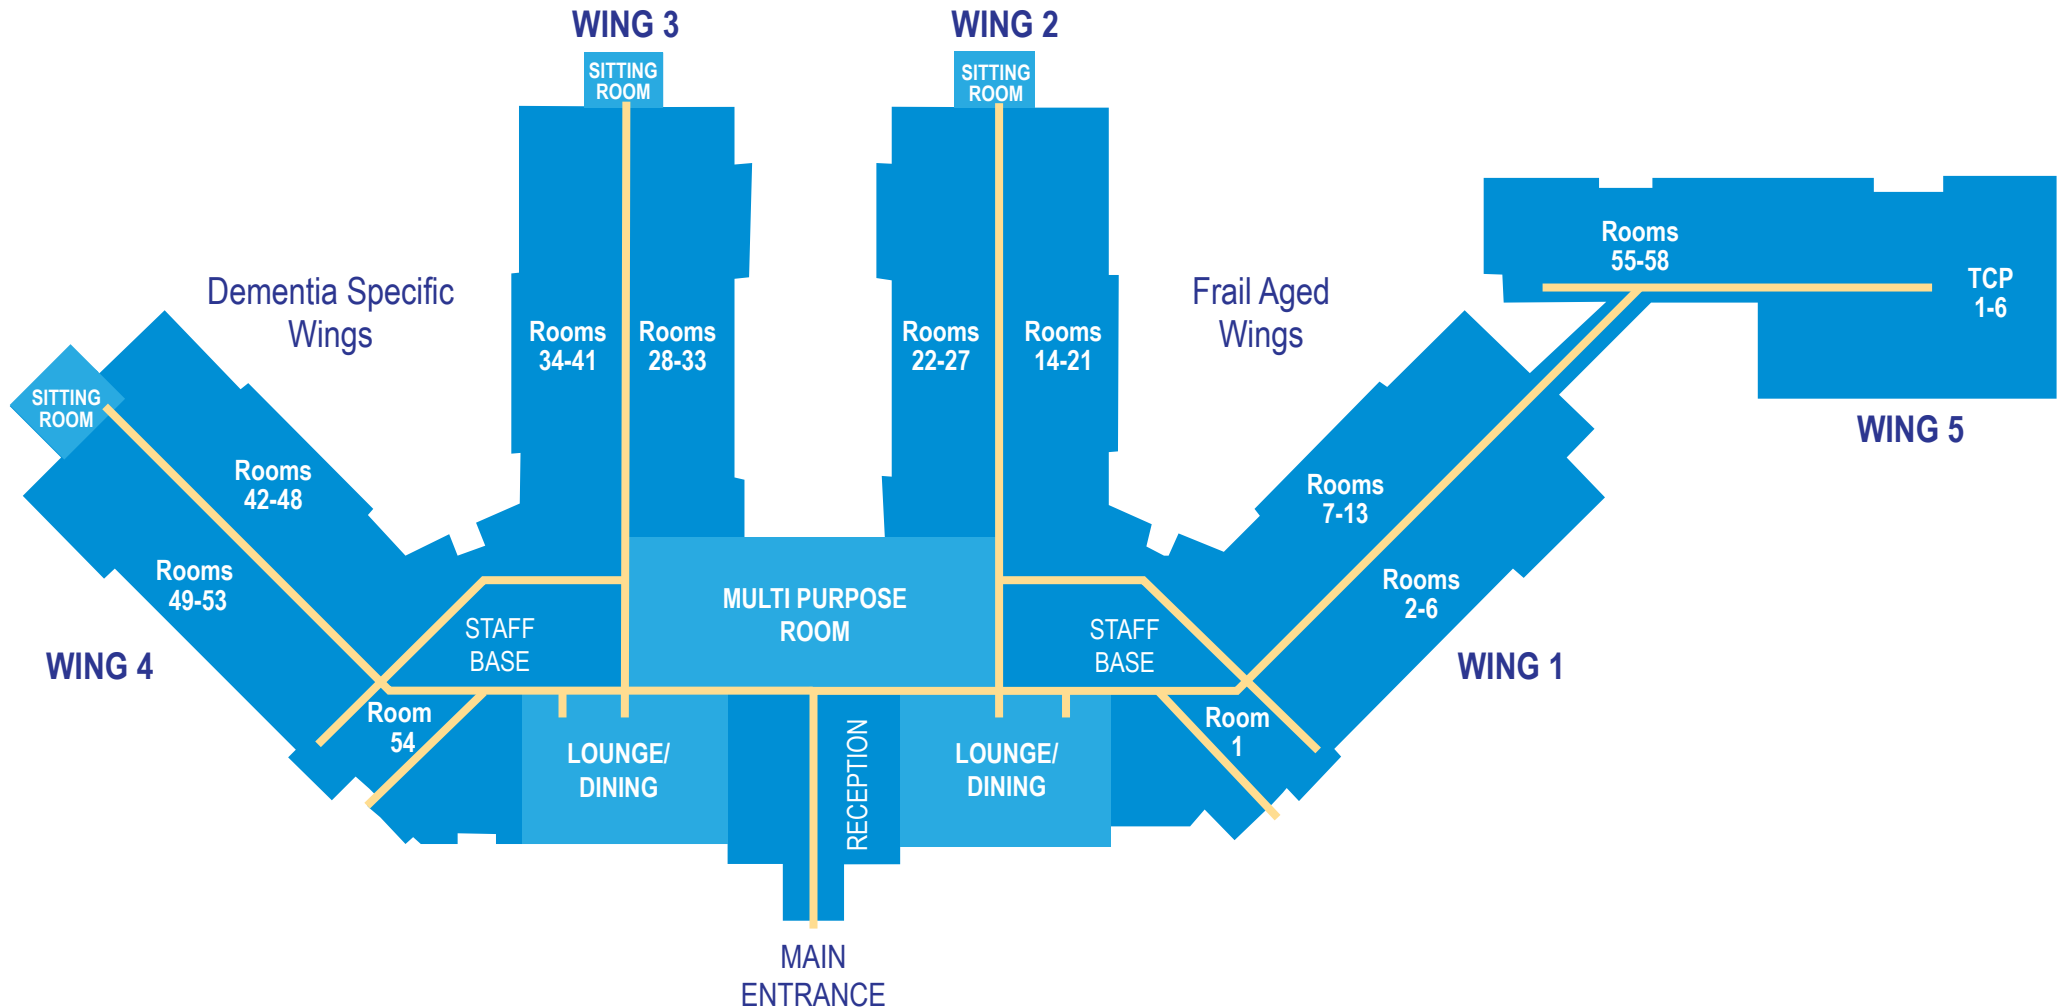 WING 3
WING 2
SITTING
ROOM
SITTING
ROOM
Rooms
55-58
TCP
1-6
Dementia Specific
Wings
Frail Aged
Wings
Rooms
34-41
Rooms
28-33
Rooms
22-27
Rooms
14-21
SITTING
ROOM
WING 5
Rooms
42-48
Rooms
7-13
Rooms
49-53
Rooms
2-6
MULTI PURPOSE
ROOM
STAFF
BASE
STAFF
BASE
WING 4
WING 1
Room
54
Room
1
LOUNGE/
DINING
RECEPTION
LOUNGE/
DINING
MAIN
ENTRANCE